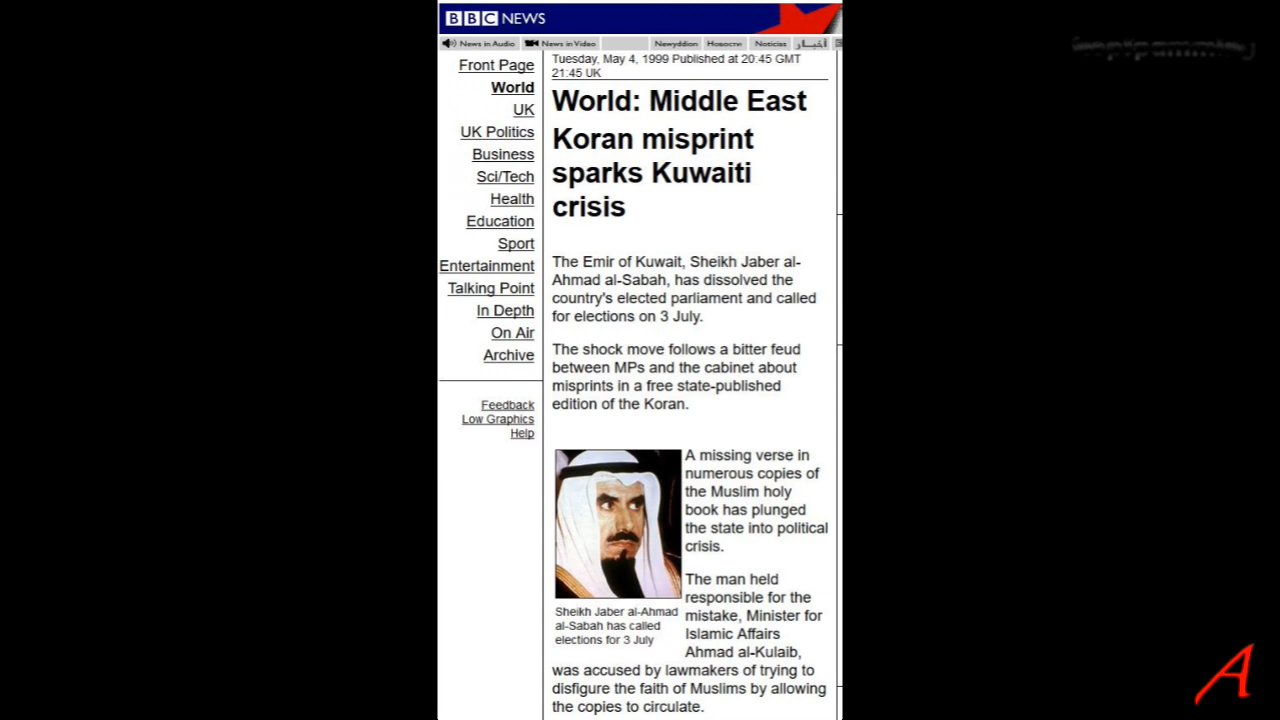 BBC NEWS
News in Audio News in Video Newyddion Новости Noticias أخبار
Front Page
World
UK
UK Politics
Business
Sci/Tech
Health
Education
Sport
Entertainment
Talking Point
In Depth
On Air
Archive
Feedback
Low Graphics
Help
Tuesday, May 4, 1999 Published at 20:45 GMT
21:45 UK
World: Middle East
Koran misprint
sparks Kuwaiti
crisis
The Emir of Kuwait, Sheikh Jaber al-
Ahmad al-Sabah, has dissolved the
country's elected parliament and called
for elections on 3 July.
The shock move follows a bitter feud
between MPs and the cabinet about
misprints in a free state-published
edition of the Koran.
A missing verse in
numerous copies of
the Muslim holy
book has plunged
the state into political
crisis.
The man held
responsible for the
mistake, Minister for
Islamic Affairs
Ahmad al-Kulaib,
Sheikh Jaber al-Ahmad
al-Sabah has called
elections for 3 July
was accused by lawmakers of trying to
disfigure the faith of Muslims by allowing
the copies to circulate.
A